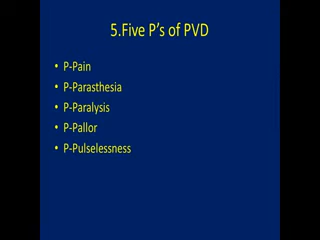 5.Five P's of PVD
• P-Pain
• P-Parasthesia
• P-Paralysis
• P-Pallor
• P-Pulselessness